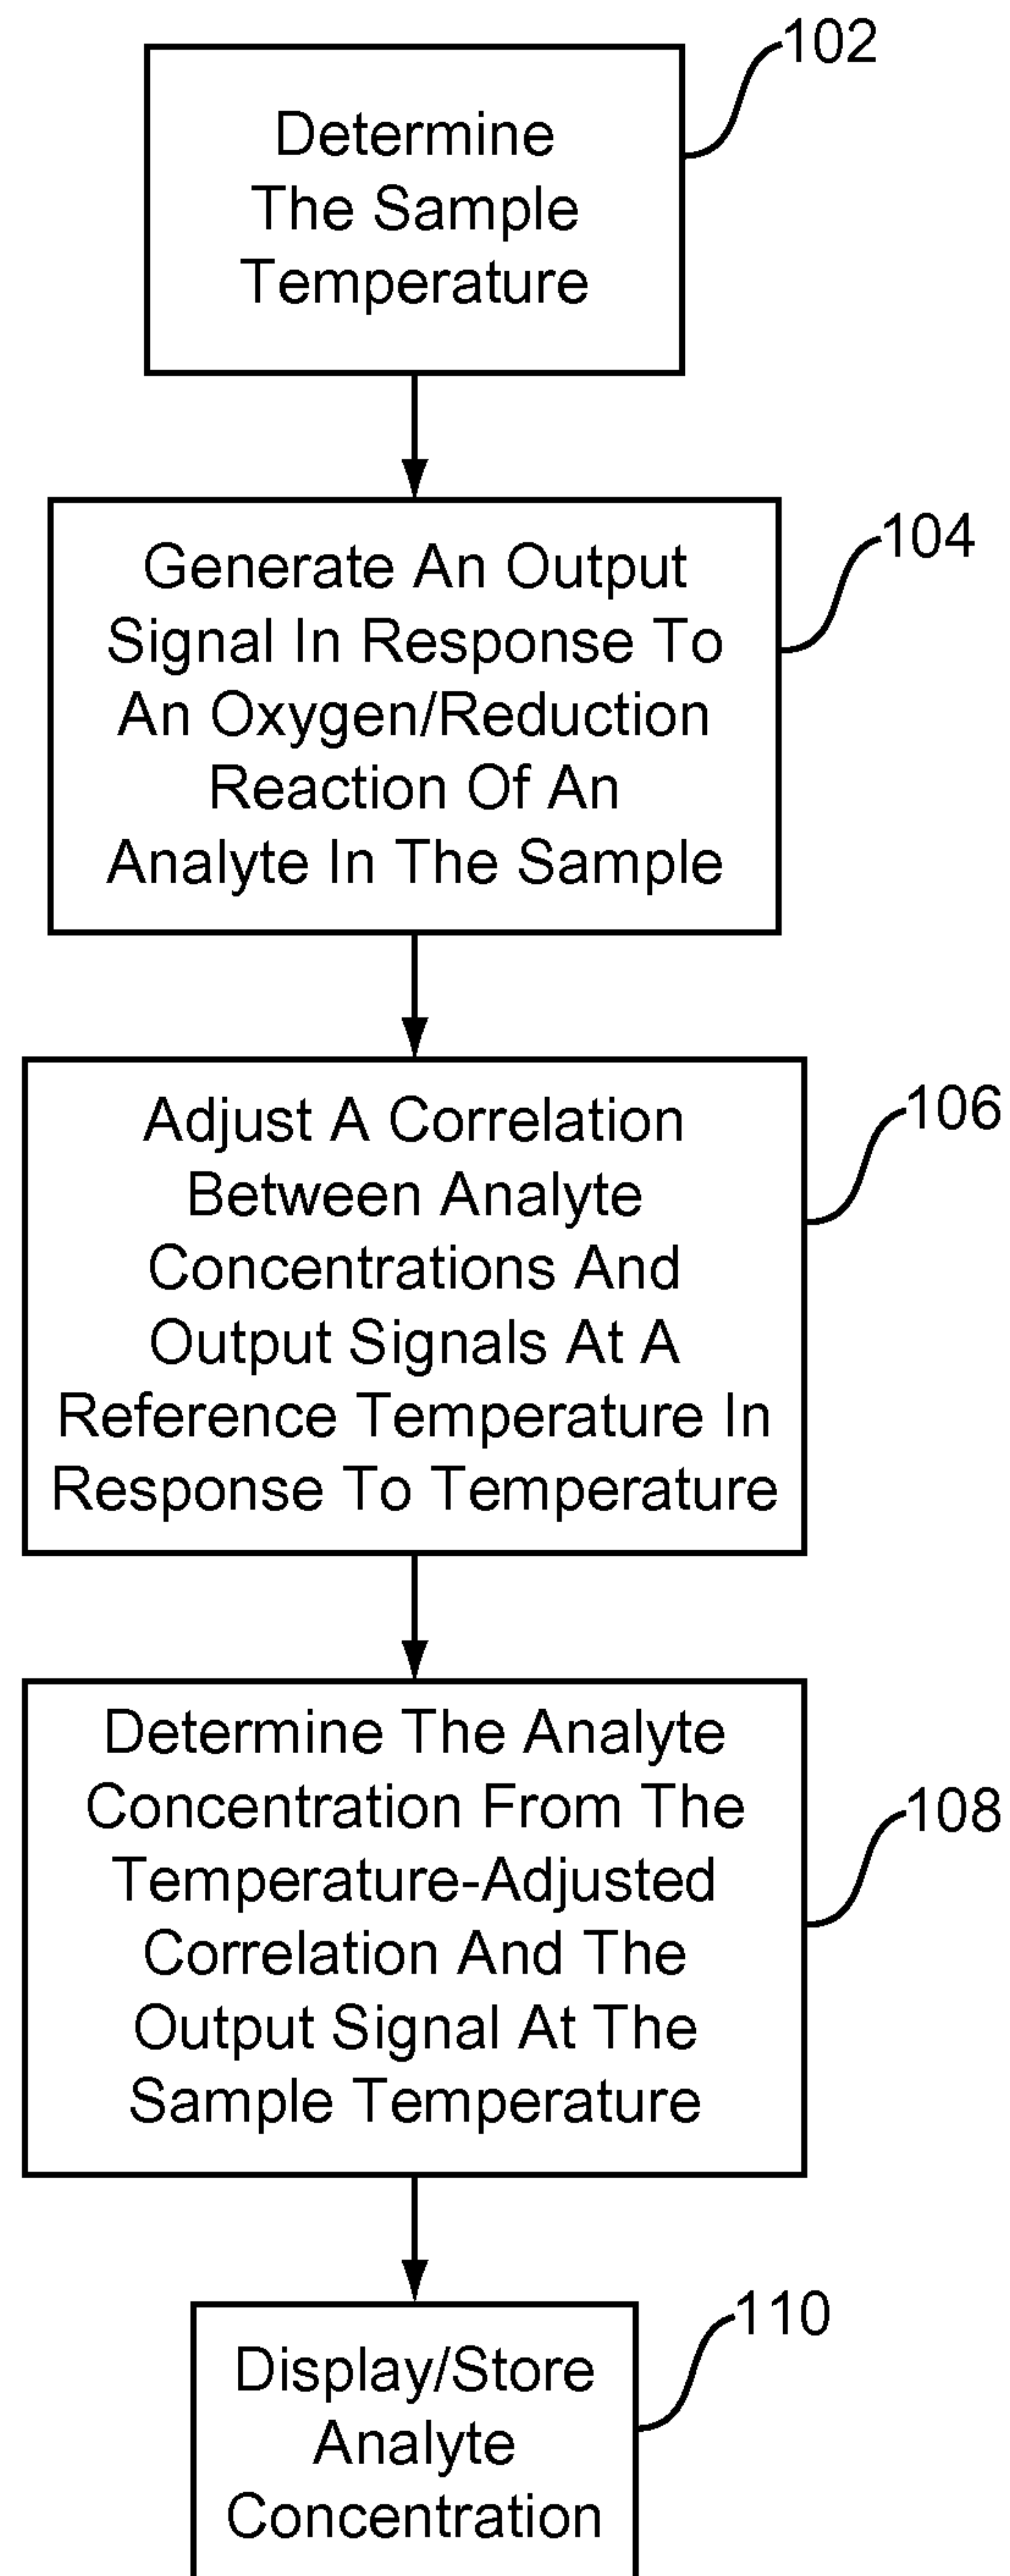 102
Determine
The Sample
Temperature
104
Generate An Output
Signal In Response To
An Oxygen/Reduction
Reaction Of An
Analyte In The Sample
106
Adjust A Correlation
Between Analyte
Concentrations And
Output Signals At A
Reference Temperature In
Response To Temperature
108
Determine The Analyte
Concentration From The
Temperature-Adjusted
Correlation And The
Output Signal At The
Sample Temperature
110
Display/Store
Analyte
Concentration